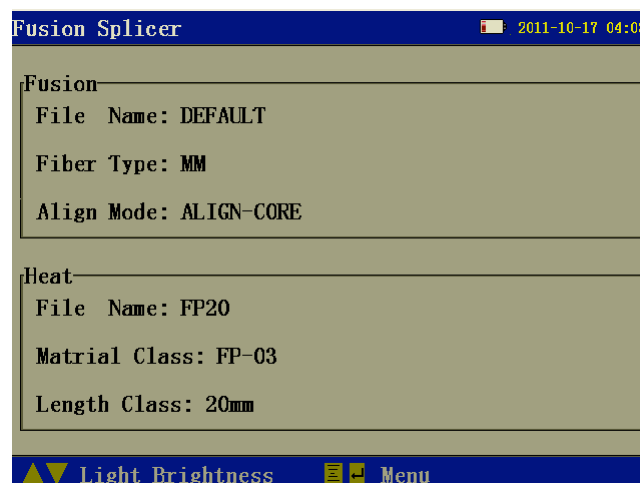 Fusion Splicer 2011-10-17 04:0
Fusion
File Name: DEFAULT
Fiber Type: MM
Align Mode: ALIGN-CORE
Heat
File Name: FP20
Matrial Class: FP-03
Length Class: 20mm
Light Brightness Menu